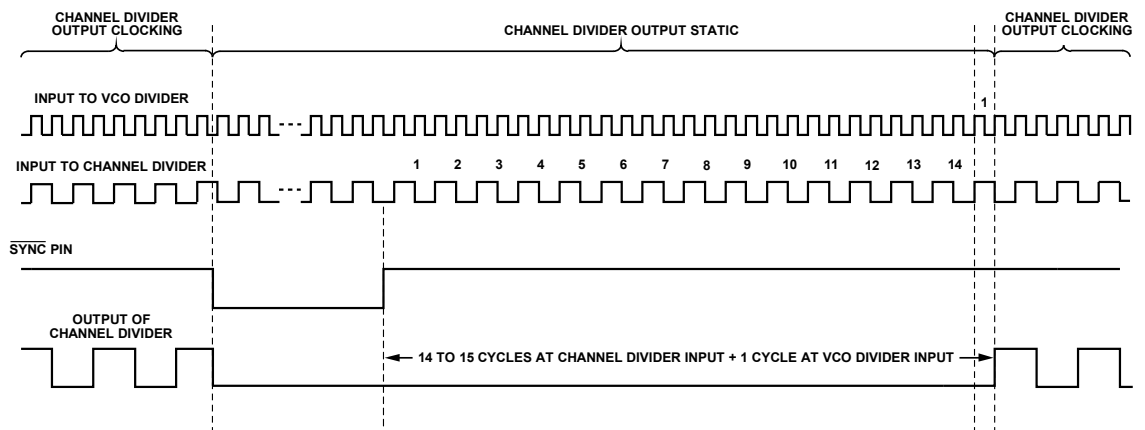 CHANNEL DIVIDER
OUTPUT CLOCKING
CHANNEL DIVIDER OUTPUT STATIC
CHANNEL DIVIDER
OUTPUT CLOCKING
INPUT TO VCO DIVIDER
1
INPUT TO CHANNEL DIVIDER
1 2 3 4 5 6 7 8 9 10 11 12 13 14
SYNC PIN
OUTPUT OF
CHANNEL DIVIDER
14 TO 15 CYCLES AT CHANNEL DIVIDER INPUT + 1 CYCLE AT VCO DIVIDER INPUT